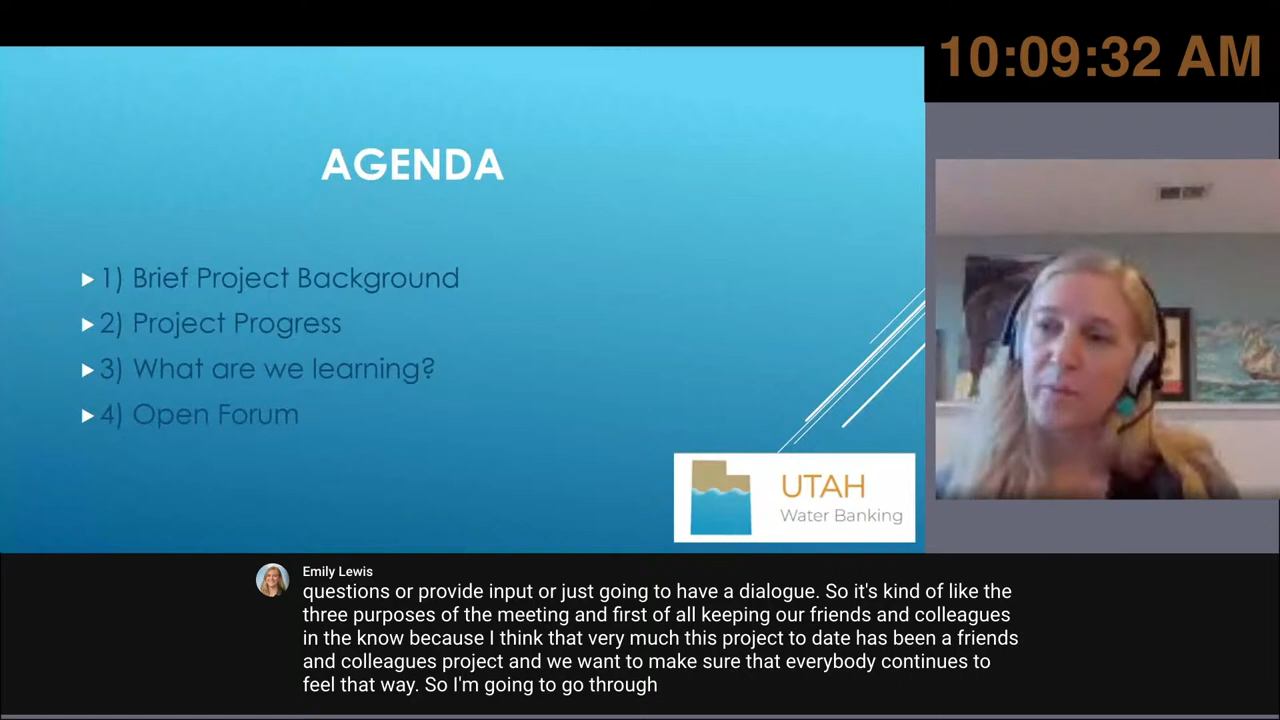 10:09:32 AM
AGENDA
1) Brief Project Background
2) Project Progress
3) What are we learning?
4) Open Forum
UTAH
Water Banking
Emily Lewis
questions or provide input or just going to have a dialogue. So it's kind of like the
three purposes of the meeting and first of all keeping our friends and colleagues
in the know because I think that very much this project to date has been a friends
and colleagues project and we want to make sure that everybody continues to
feel that way. So I'm going to go through